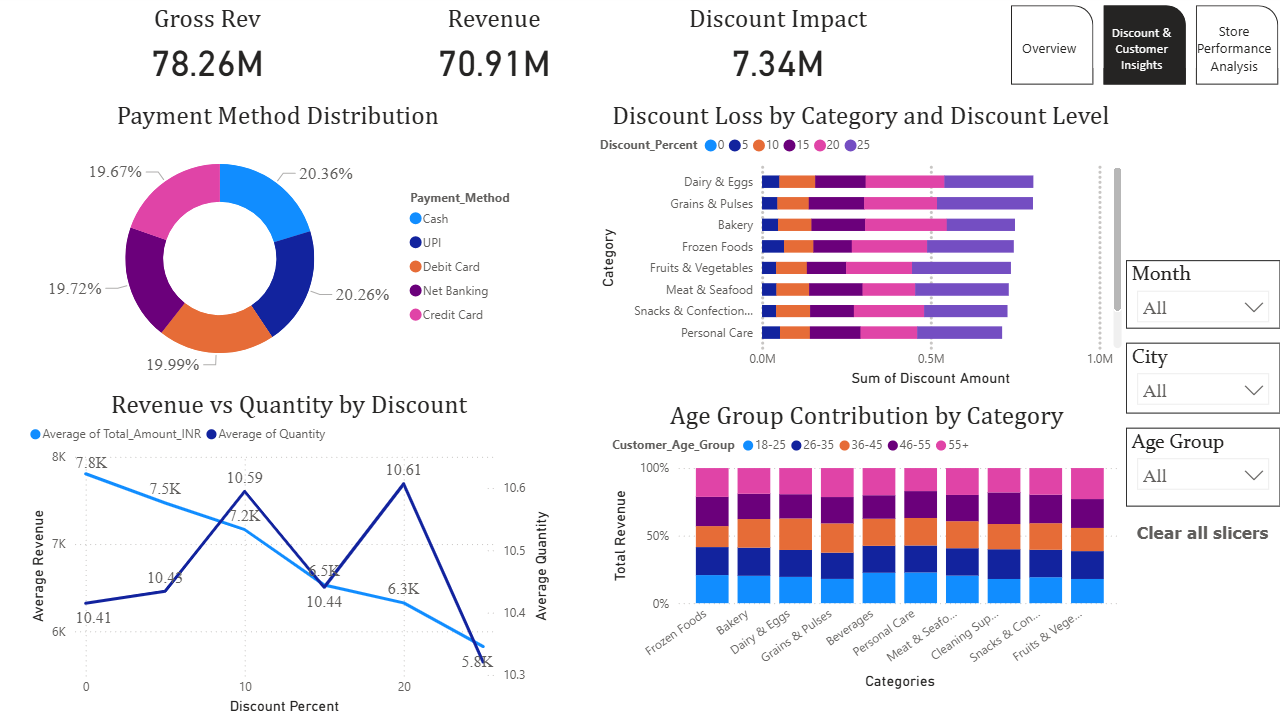 Gross Rev
78.26M
Revenue
70.91M
Discount Impact
7.34M
Overview
Discount &
Customer
Insights
Store
Performance
Analysis
Payment Method Distribution
19.67%
20.36%
19.72%
20.26%
19.99%
Payment_Method
Cash
UPI
Debit Card
Net Banking
Credit Card
Discount Loss by Category and Discount Level
Discount_Percent 0 5 10 15 20 25
Category
Dairy & Eggs
Grains & Pulses
Bakery
Frozen Foods
Fruits & Vegetables
Meat & Seafood
Snacks & Confection...
Personal Care
0.0M 0.5M 1.0M
Sum of Discount Amount
Month
All
City
All
Age Group
All
Clear all slicers
Revenue vs Quantity by Discount
Average of Total_Amount_INR Average of Quantity
Average Revenue
8K
7K
6K
7.8K
7.5K
7.2K
6.5K
6.3K
5.8K
10.41
10.43
10.59
10.44
10.61
10.6
10.5
10.4
10.3
Average Quantity
0 10 20
Discount Percent
Age Group Contribution by Category
Customer_Age_Group 18-25 26-35 36-45 46-55 55+
Total Revenue
100%
50%
0%
Frozen Foods
Bakery
Dairy & Eggs
Grains & Pulses
Beverages
Personal Care
Meat & Seafo...
Cleaning Sup...
Snacks & Con...
Fruits & Vege...
Categories